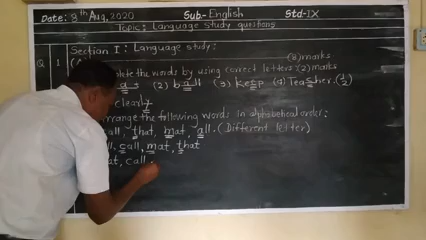 Date: 8th Aug, 2020 Sub- English Std-IX
Topic: Language Study questions
Section I: Language study:
Q 1 (8) marks
plete the words by using correct letters: (2) marks
s (2) ball (3) Keep (4) Teacher. (1/2)
clearly
range the following words in alphabetical order:
call, that, mat, all. (Different letter)
ll, call, mat, that
at, call.